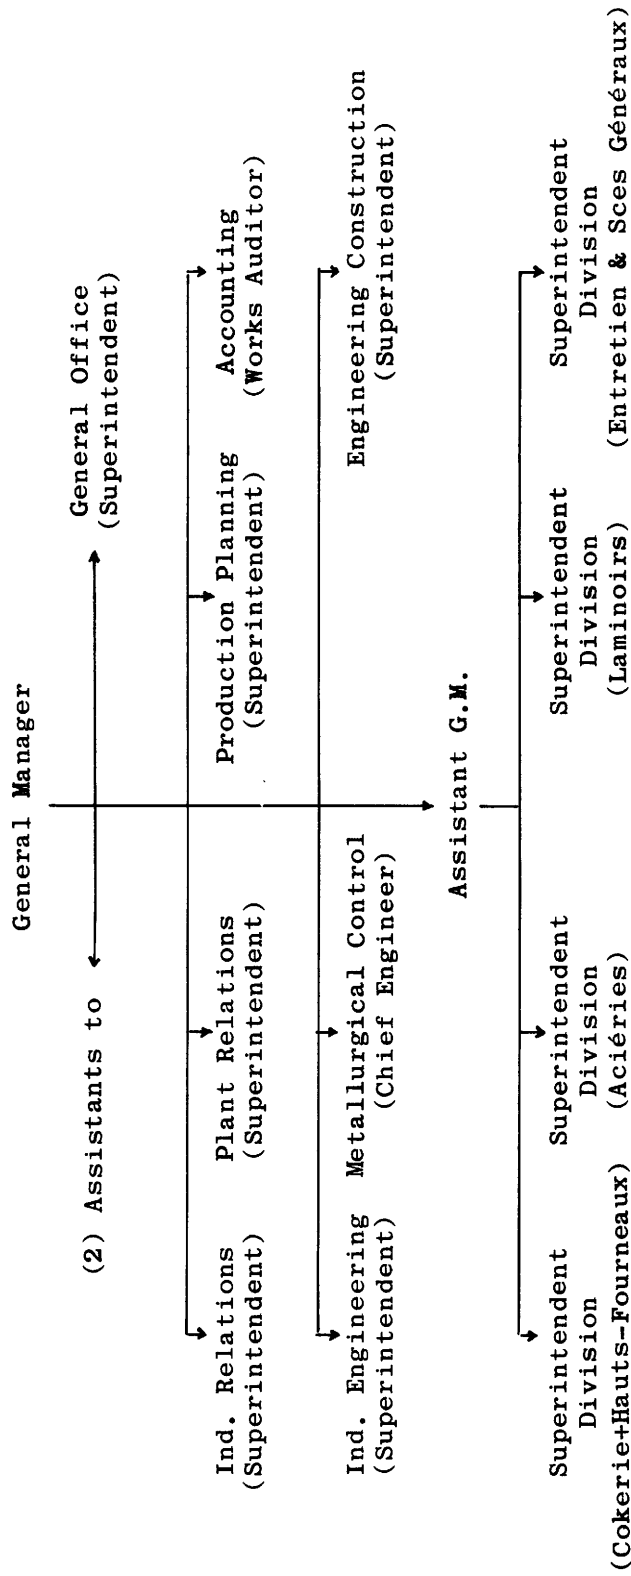 General Manager
(2) Assistants to
General Office
(Superintendent)
Ind. Relations
(Superintendent)
Plant Relations
(Superintendent)
Production Planning
(Superintendent)
Accounting
(Works Auditor)
Ind. Engineering
(Superintendent)
Metallurgical Control
(Chief Engineer)
Engineering Construction
(Superintendent)
Assistant G.M.
Superintendent
Division
(Cokerie+Hauts-Fourneaux)
Superintendent
Division
(Aciéries)
Superintendent
Division
(Laminoirs)
Superintendent
Division
(Entretien & Sces Généraux)